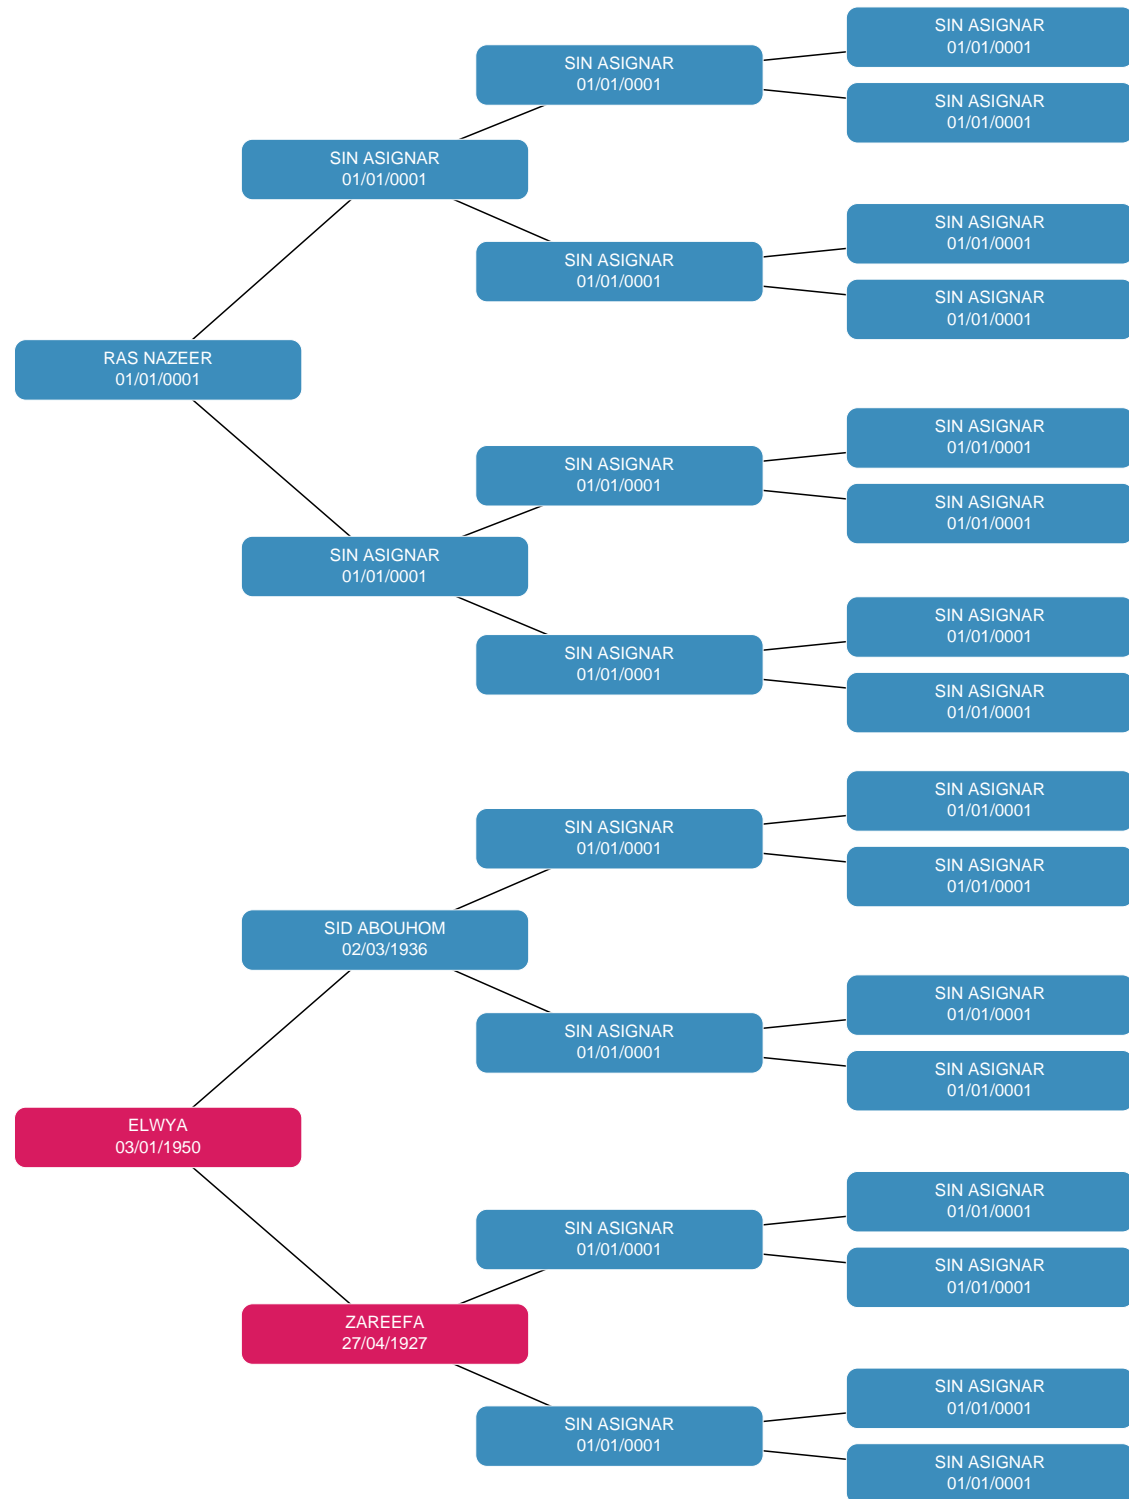 SIN ASIGNAR
01/01/0001
SIN ASIGNAR
01/01/0001
SIN ASIGNAR
01/01/0001
SIN ASIGNAR
01/01/0001
SIN ASIGNAR
01/01/0001
SIN ASIGNAR
01/01/0001
SIN ASIGNAR
01/01/0001
RAS NAZEER
01/01/0001
SIN ASIGNAR
01/01/0001
SIN ASIGNAR
01/01/0001
SIN ASIGNAR
01/01/0001
SIN ASIGNAR
01/01/0001
SIN ASIGNAR
01/01/0001
SIN ASIGNAR
01/01/0001
SIN ASIGNAR
01/01/0001
SIN ASIGNAR
01/01/0001
SIN ASIGNAR
01/01/0001
SIN ASIGNAR
01/01/0001
SID ABOUHOM
02/03/1936
SIN ASIGNAR
01/01/0001
SIN ASIGNAR
01/01/0001
SIN ASIGNAR
01/01/0001
ELWYA
03/01/1950
SIN ASIGNAR
01/01/0001
SIN ASIGNAR
01/01/0001
SIN ASIGNAR
01/01/0001
ZAREEFA
27/04/1927
SIN ASIGNAR
01/01/0001
SIN ASIGNAR
01/01/0001
SIN ASIGNAR
01/01/0001